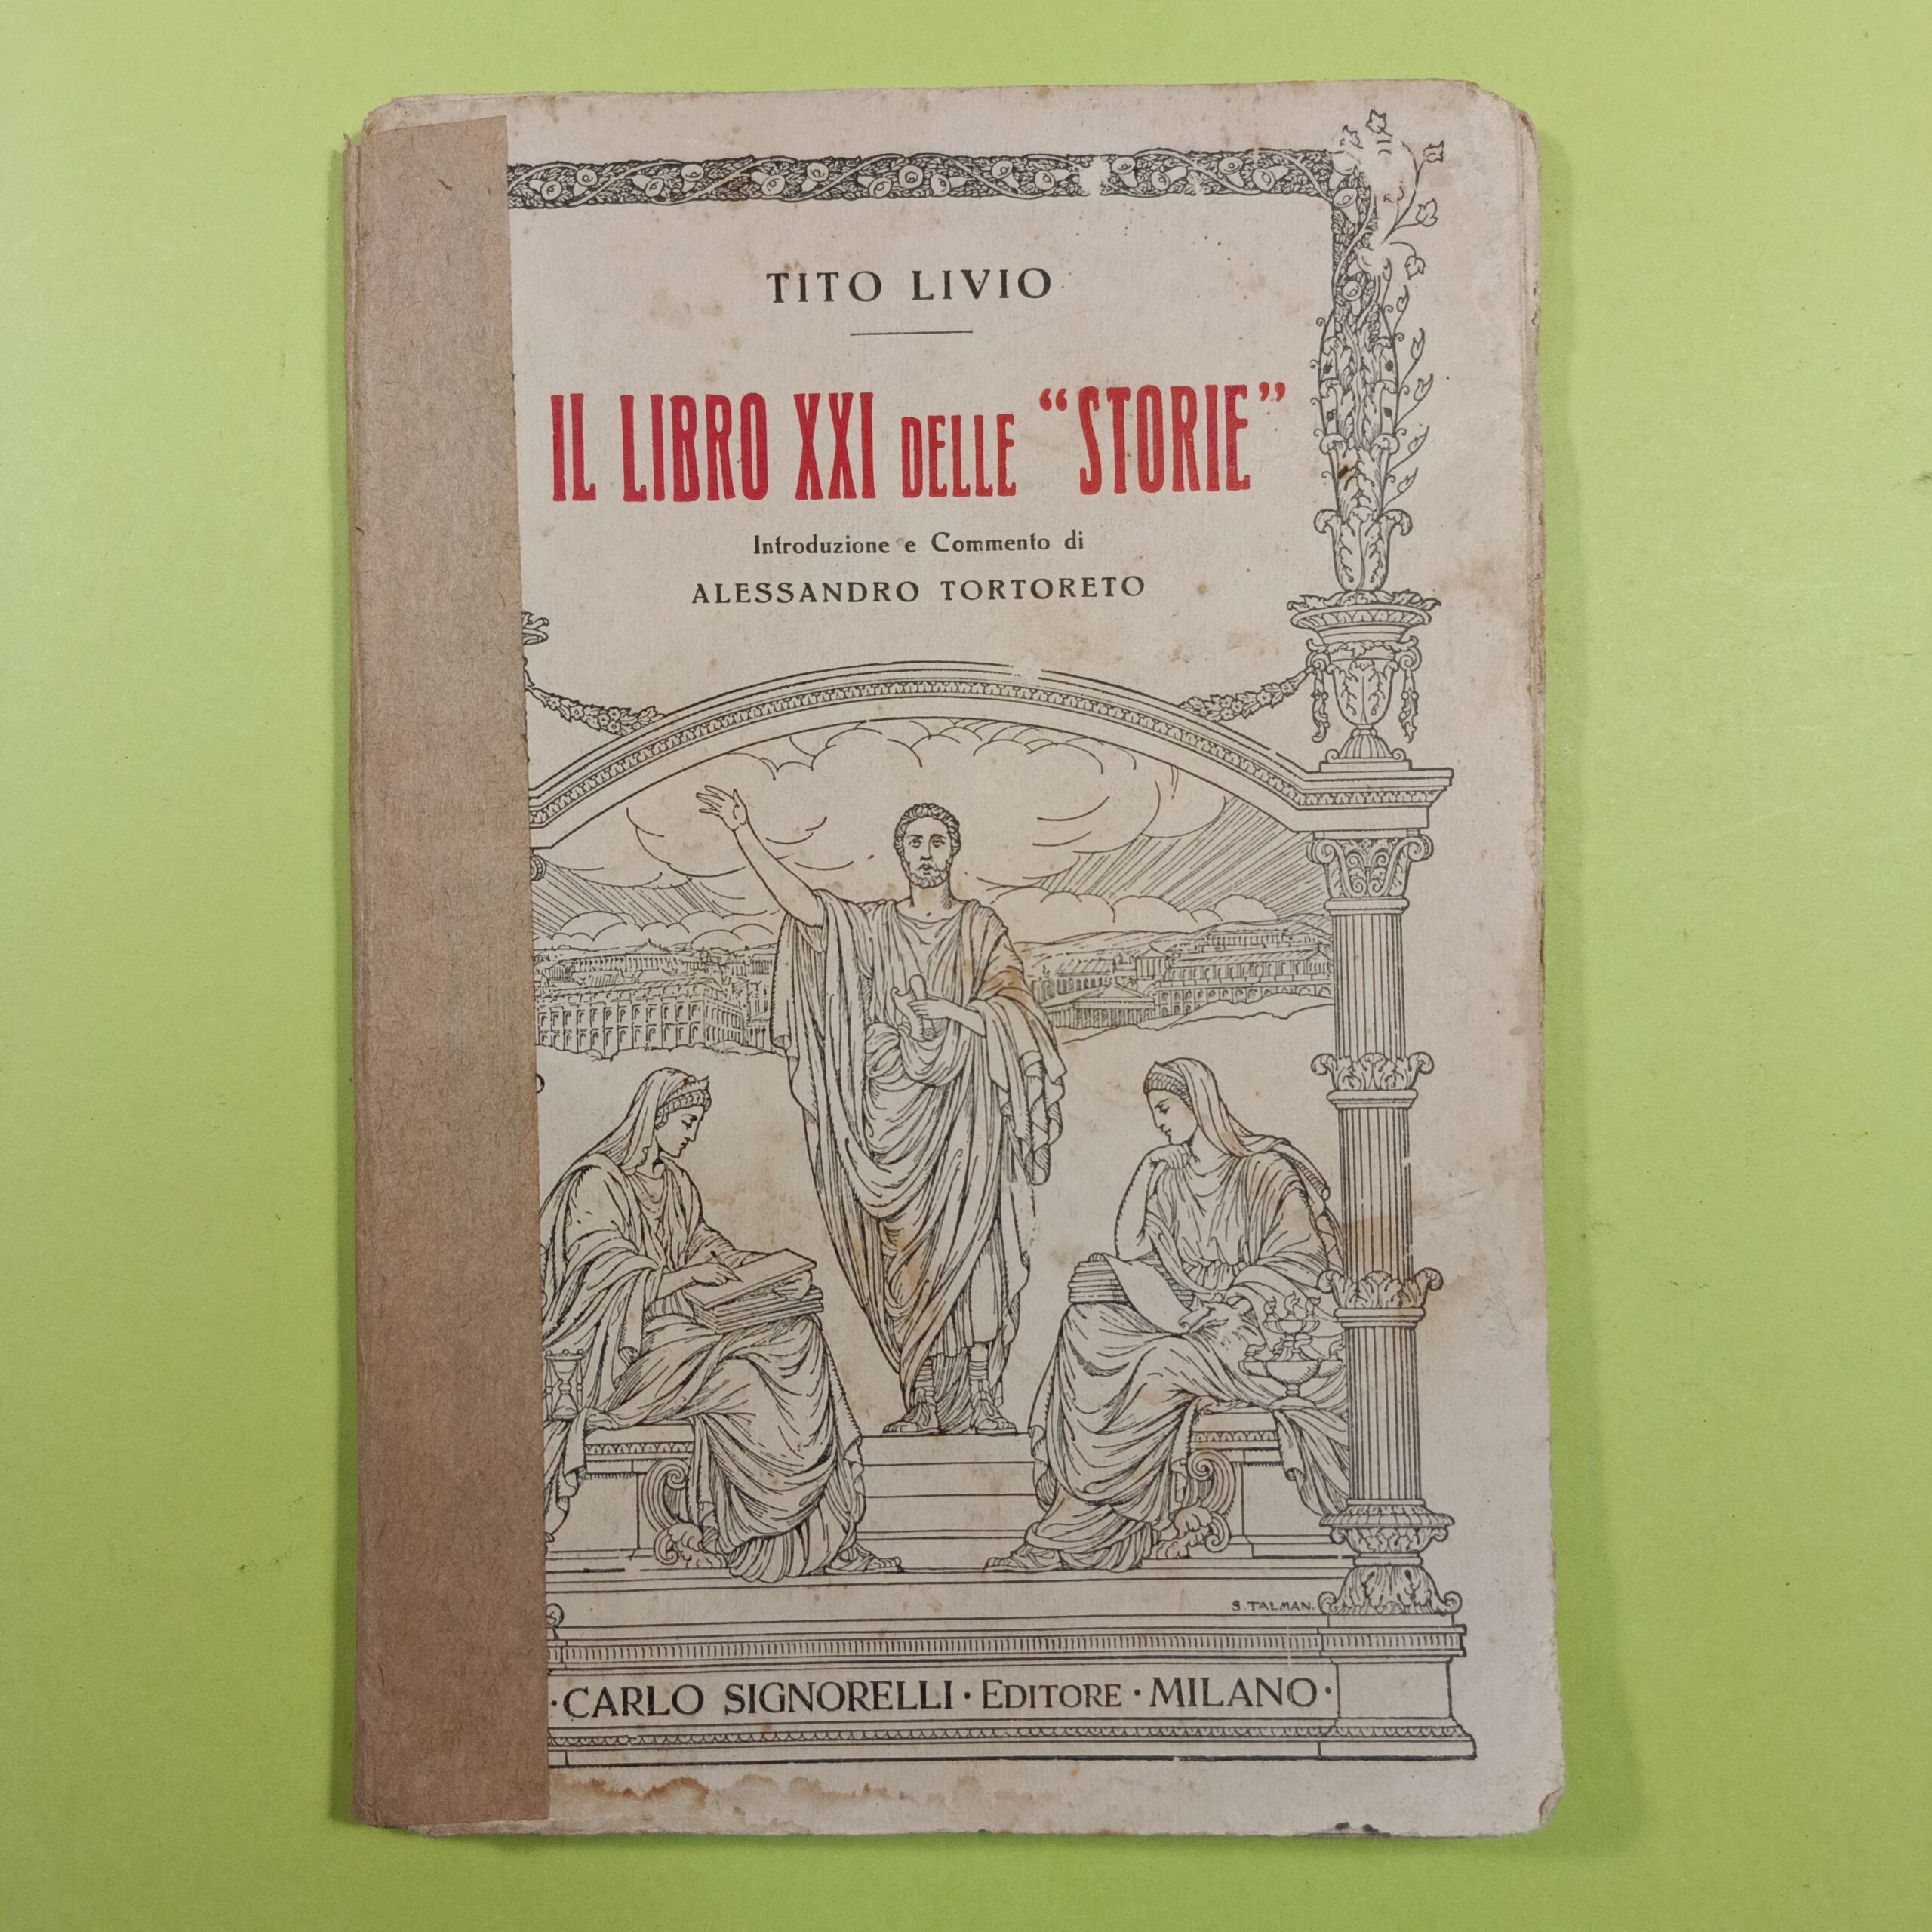 TITO LIVIO
IL LIBRO XXI DELLE "STORIE"
Introduzione e Commento di
ALESSANDRO TORTORETO
S. TALMAN.
·CARLO SIGNORELLI · EDITORE · MILANO·